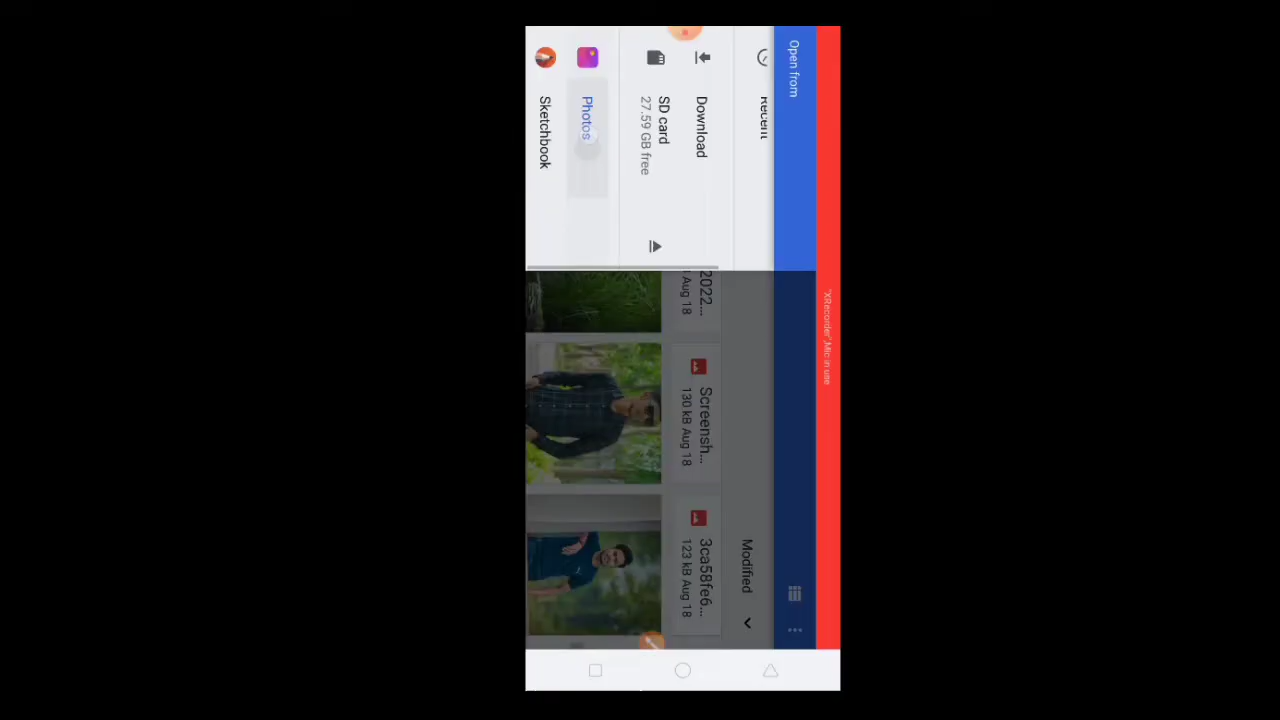 "XRecorder",Mic in use
Open from
Recent
Download
SD card
27.59 GB free
Photos
Sketchbook
Modified
2022...
Aug 18
Screensh...
130 kB Aug 18
3ca58fe6...
123 kB Aug 18